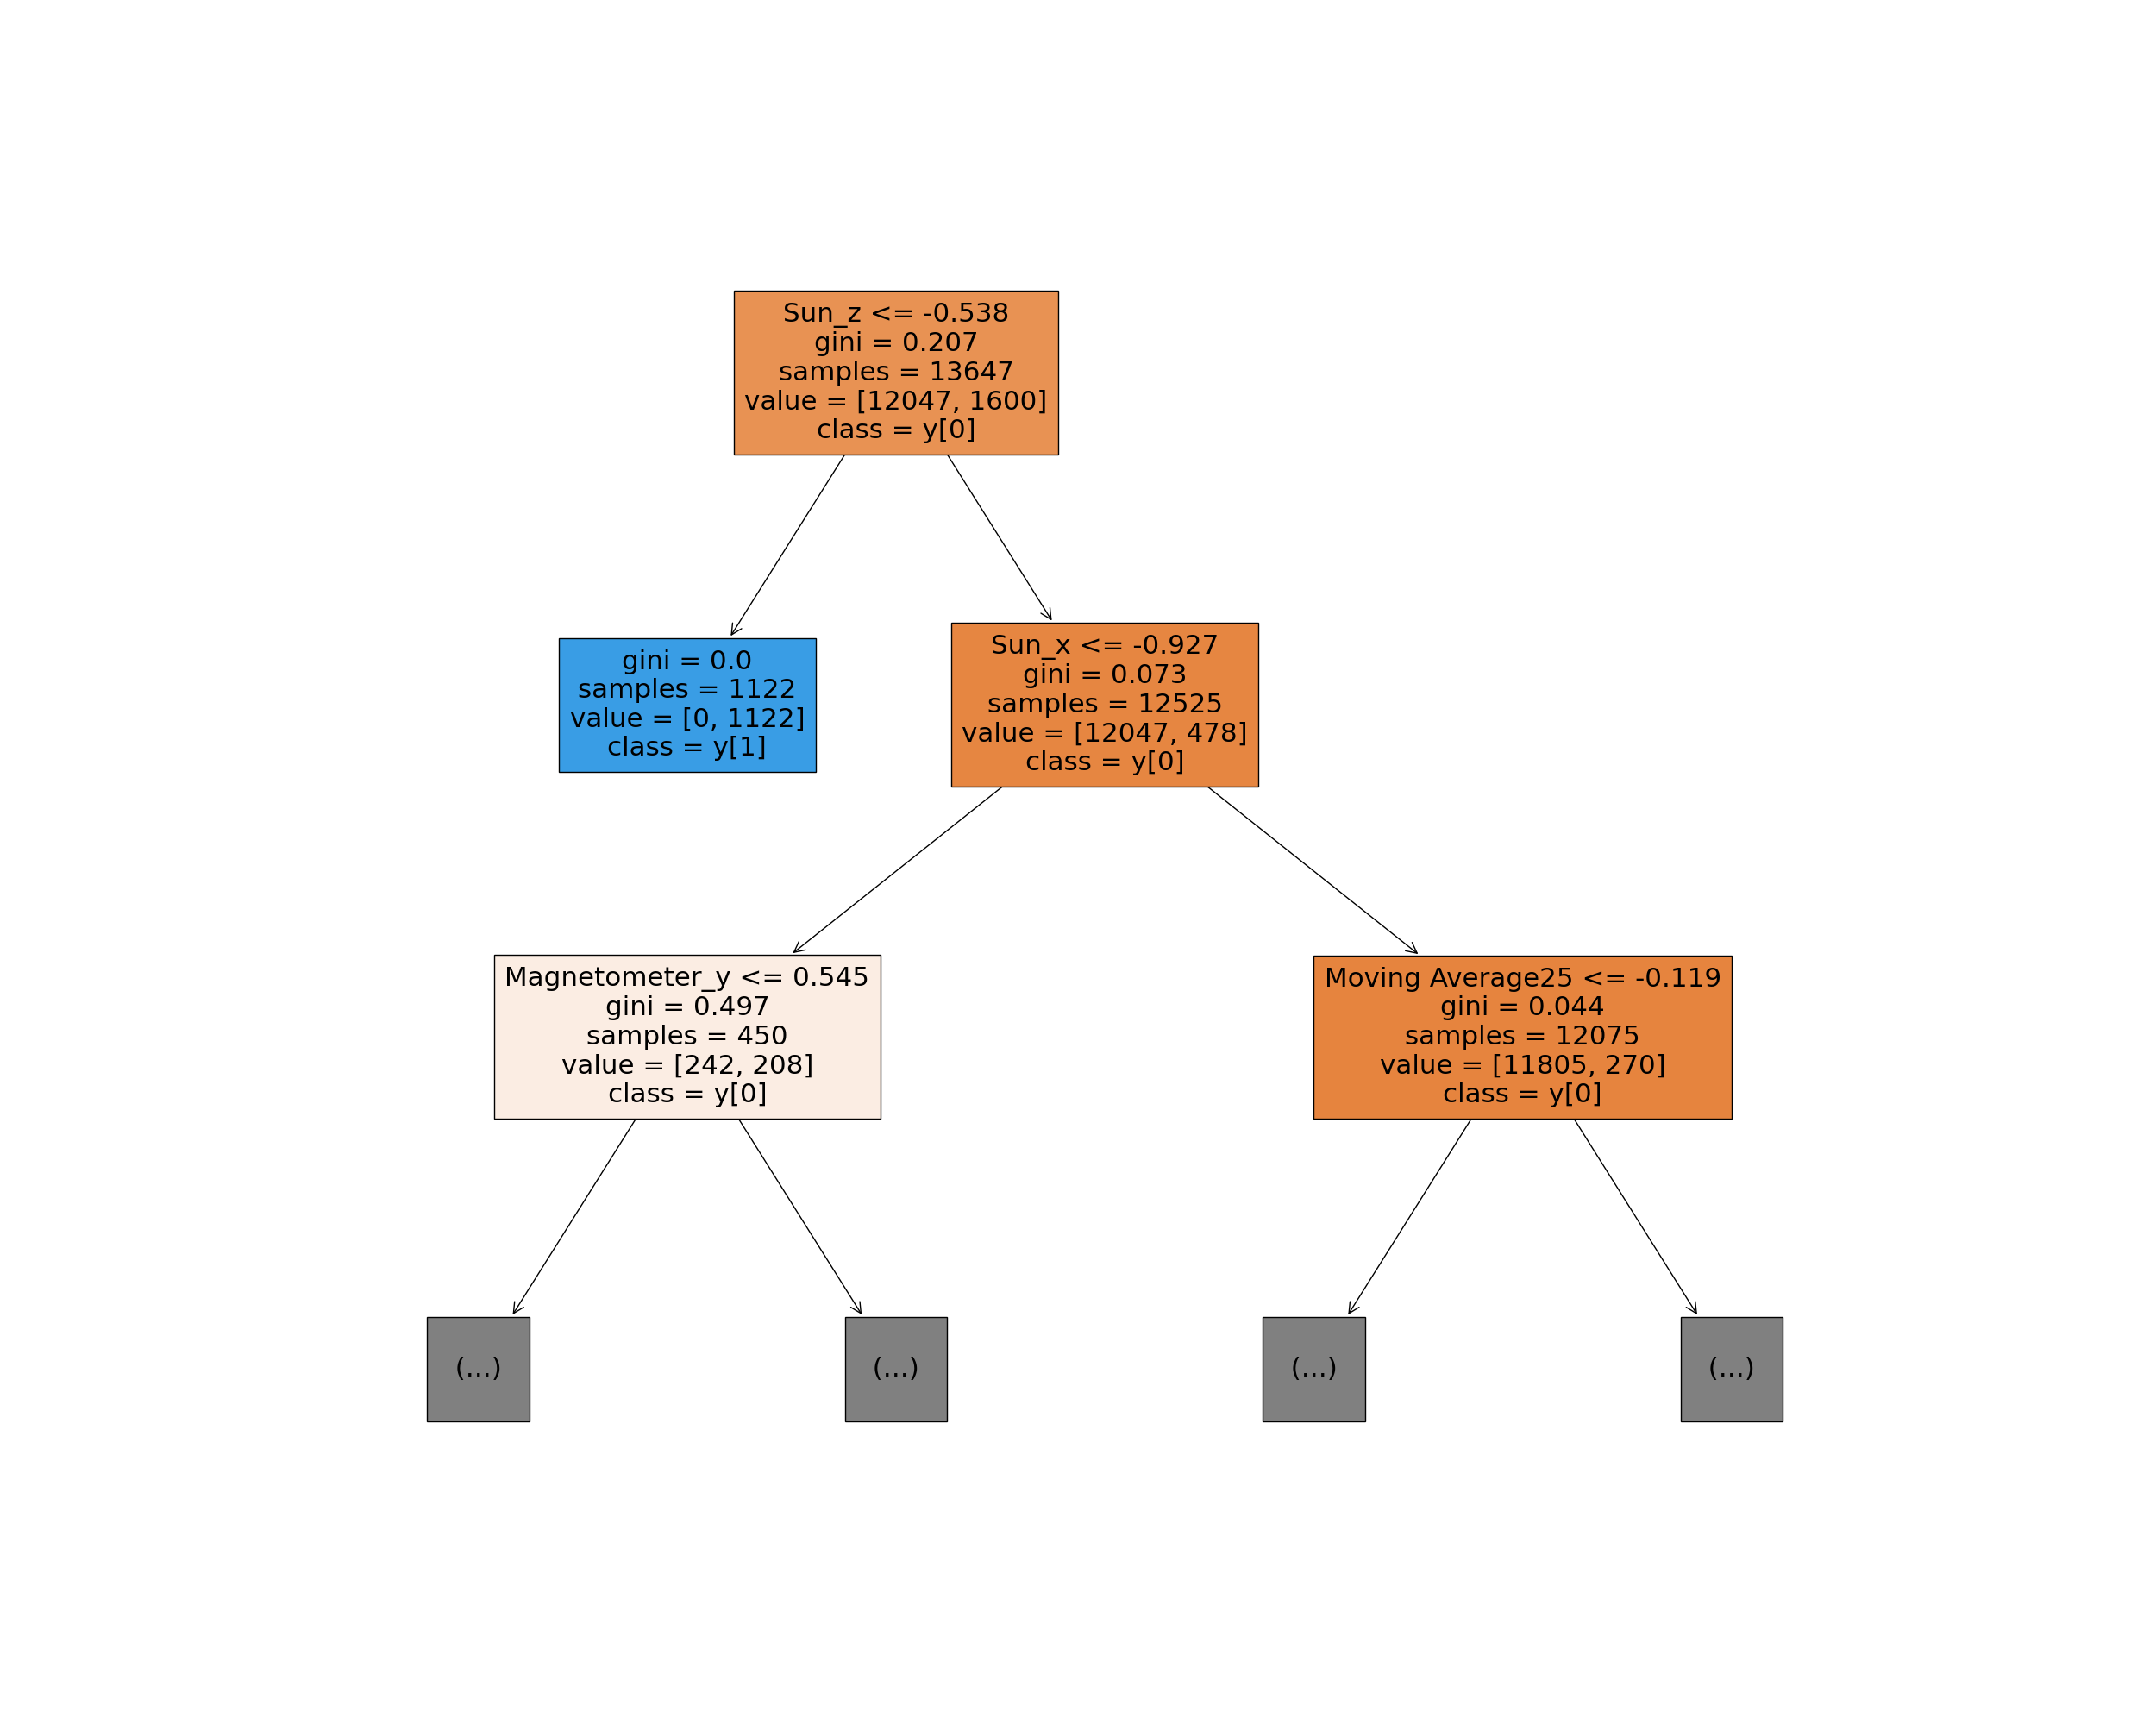 Sun_z <= -0.538
gini = 0.207
samples = 13647
value = [12047, 1600]
class = y[0]
gini = 0.0
samples = 1122
value = [0, 1122]
class = y[1]
Sun_x <= -0.927
gini = 0.073
samples = 12525
value = [12047, 478]
class = y[0]
Magnetometer_y <= 0.545
gini = 0.497
samples = 450
value = [242, 208]
class = y[0]
Moving Average25 <= -0.119
gini = 0.044
samples = 12075
value = [11805, 270]
class = y[0]
(...)
(...)
(...)
(...)